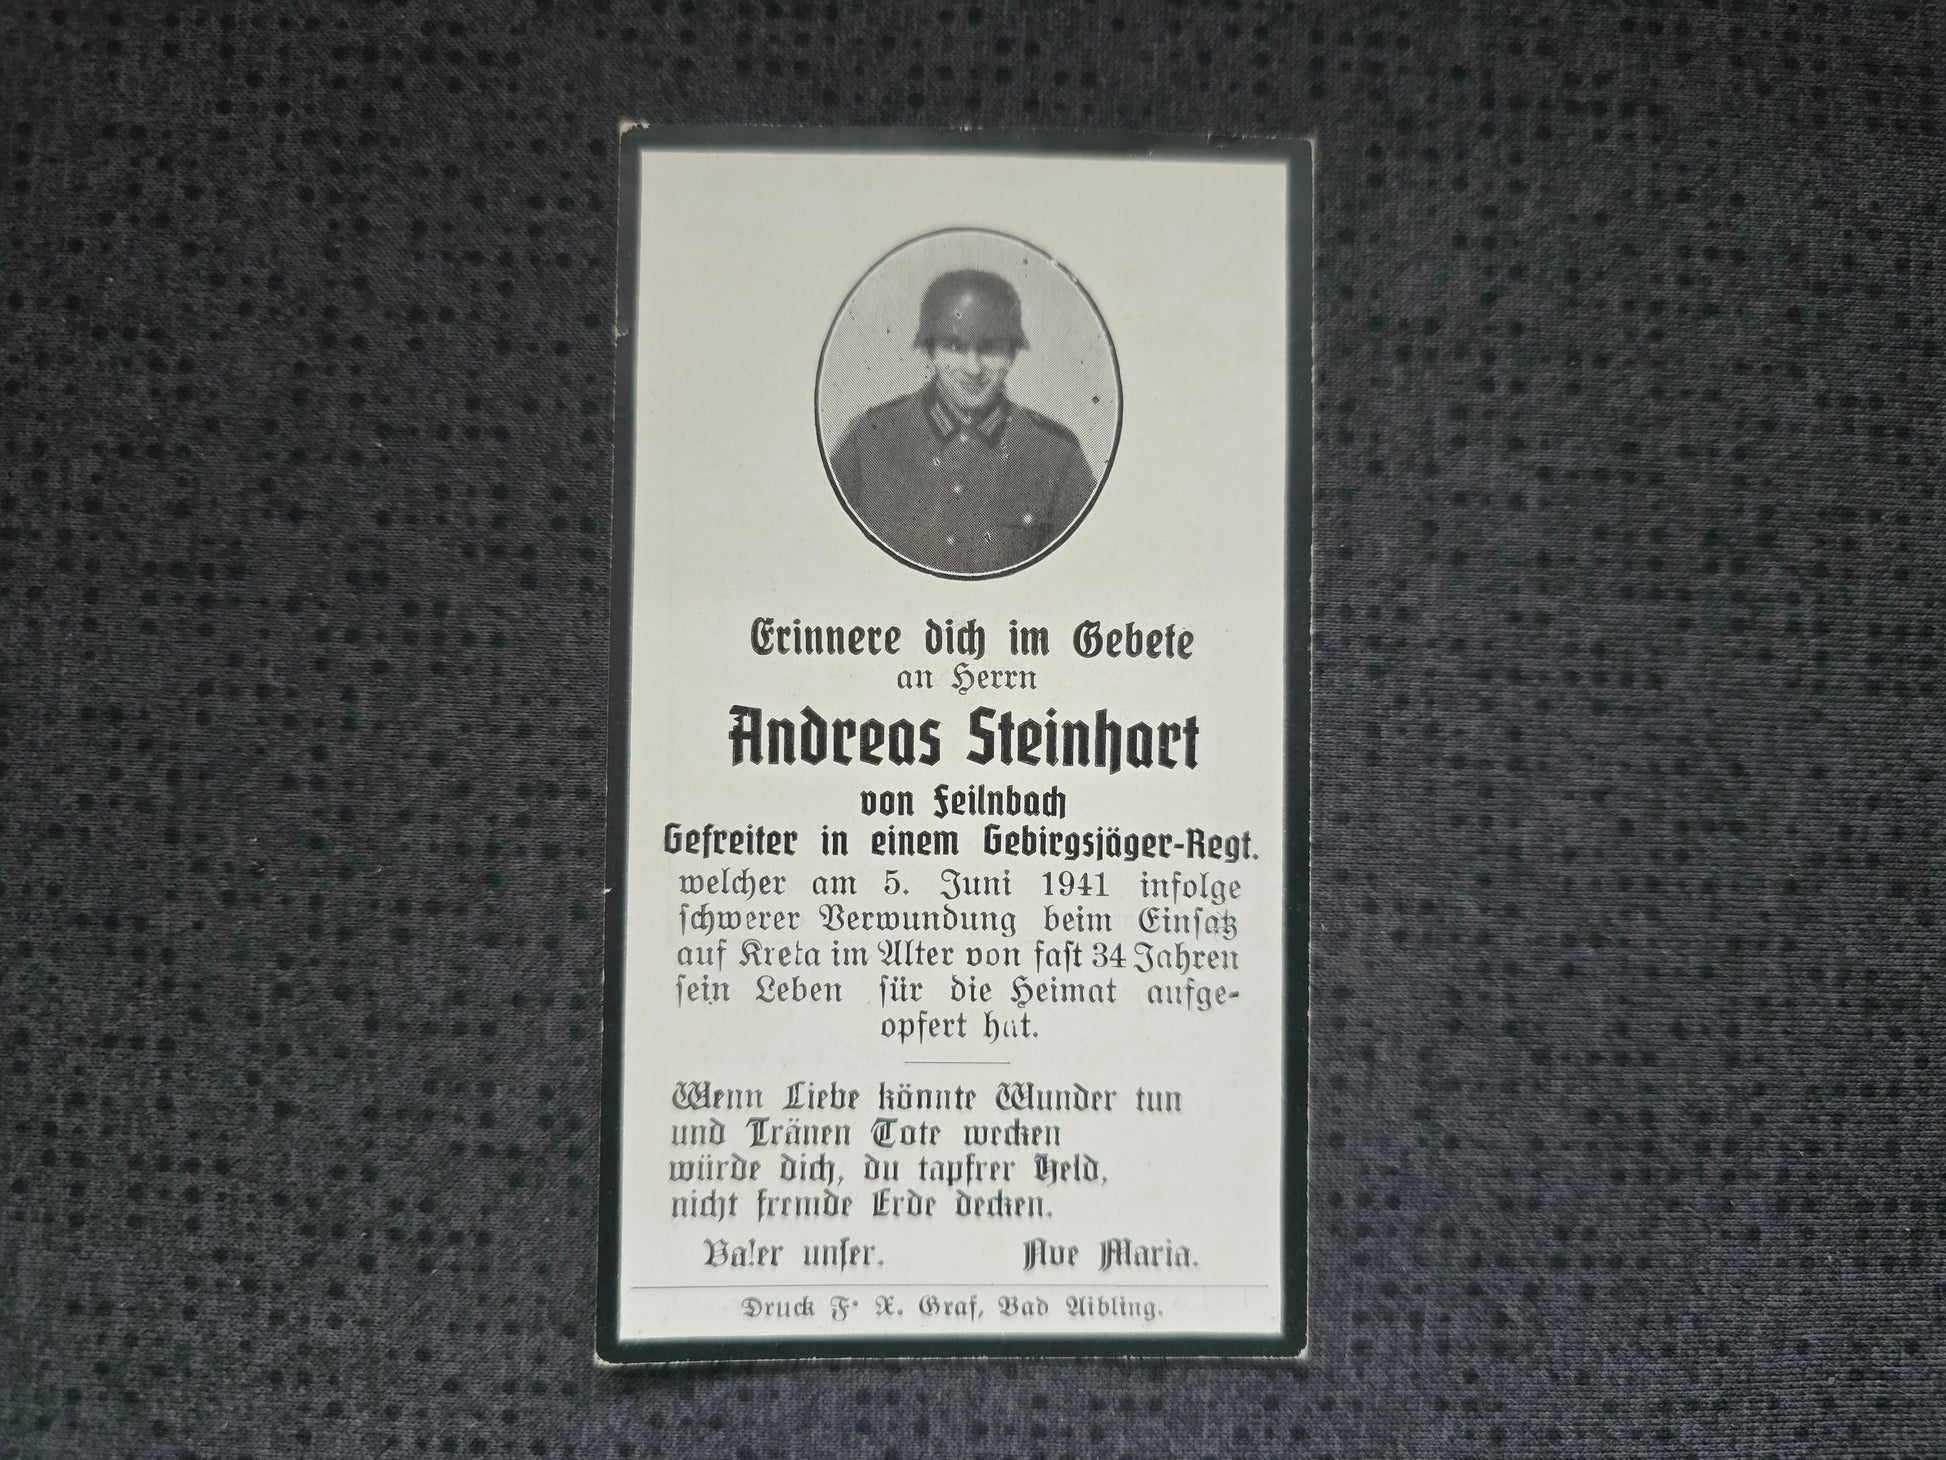 Erinnere dich im Gebete
an Herrn
Andreas Steinhart
von Feilnbach
Gefreiter in einem Gebirgsjäger-Regt.
welcher am 5. Juni 1941 infolge
schwerer Verwundung beim Einsatz
auf Kreta im Alter von fast 34 Jahren
sein Leben für die Heimat aufge-
opfert hat.
Wenn Liebe könnte Wunder tun
und Tränen Tote wecken
würde dich, du tapfrer Held,
nicht fremde Erde decken.
Vater unser. Ave Maria.
Druck F. X. Graf, Bad Aibling.